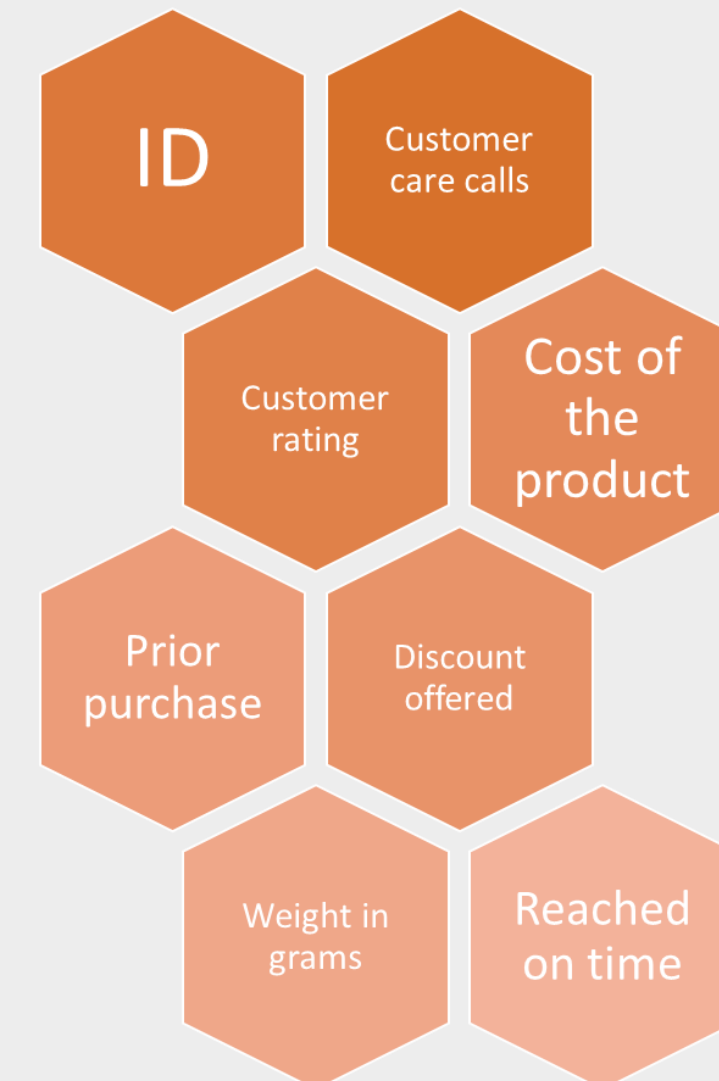 ID
Customer
care calls
Customer
rating
Cost of
the
product
Prior
purchase
Discount
offered
Weight in
grams
Reached
on time